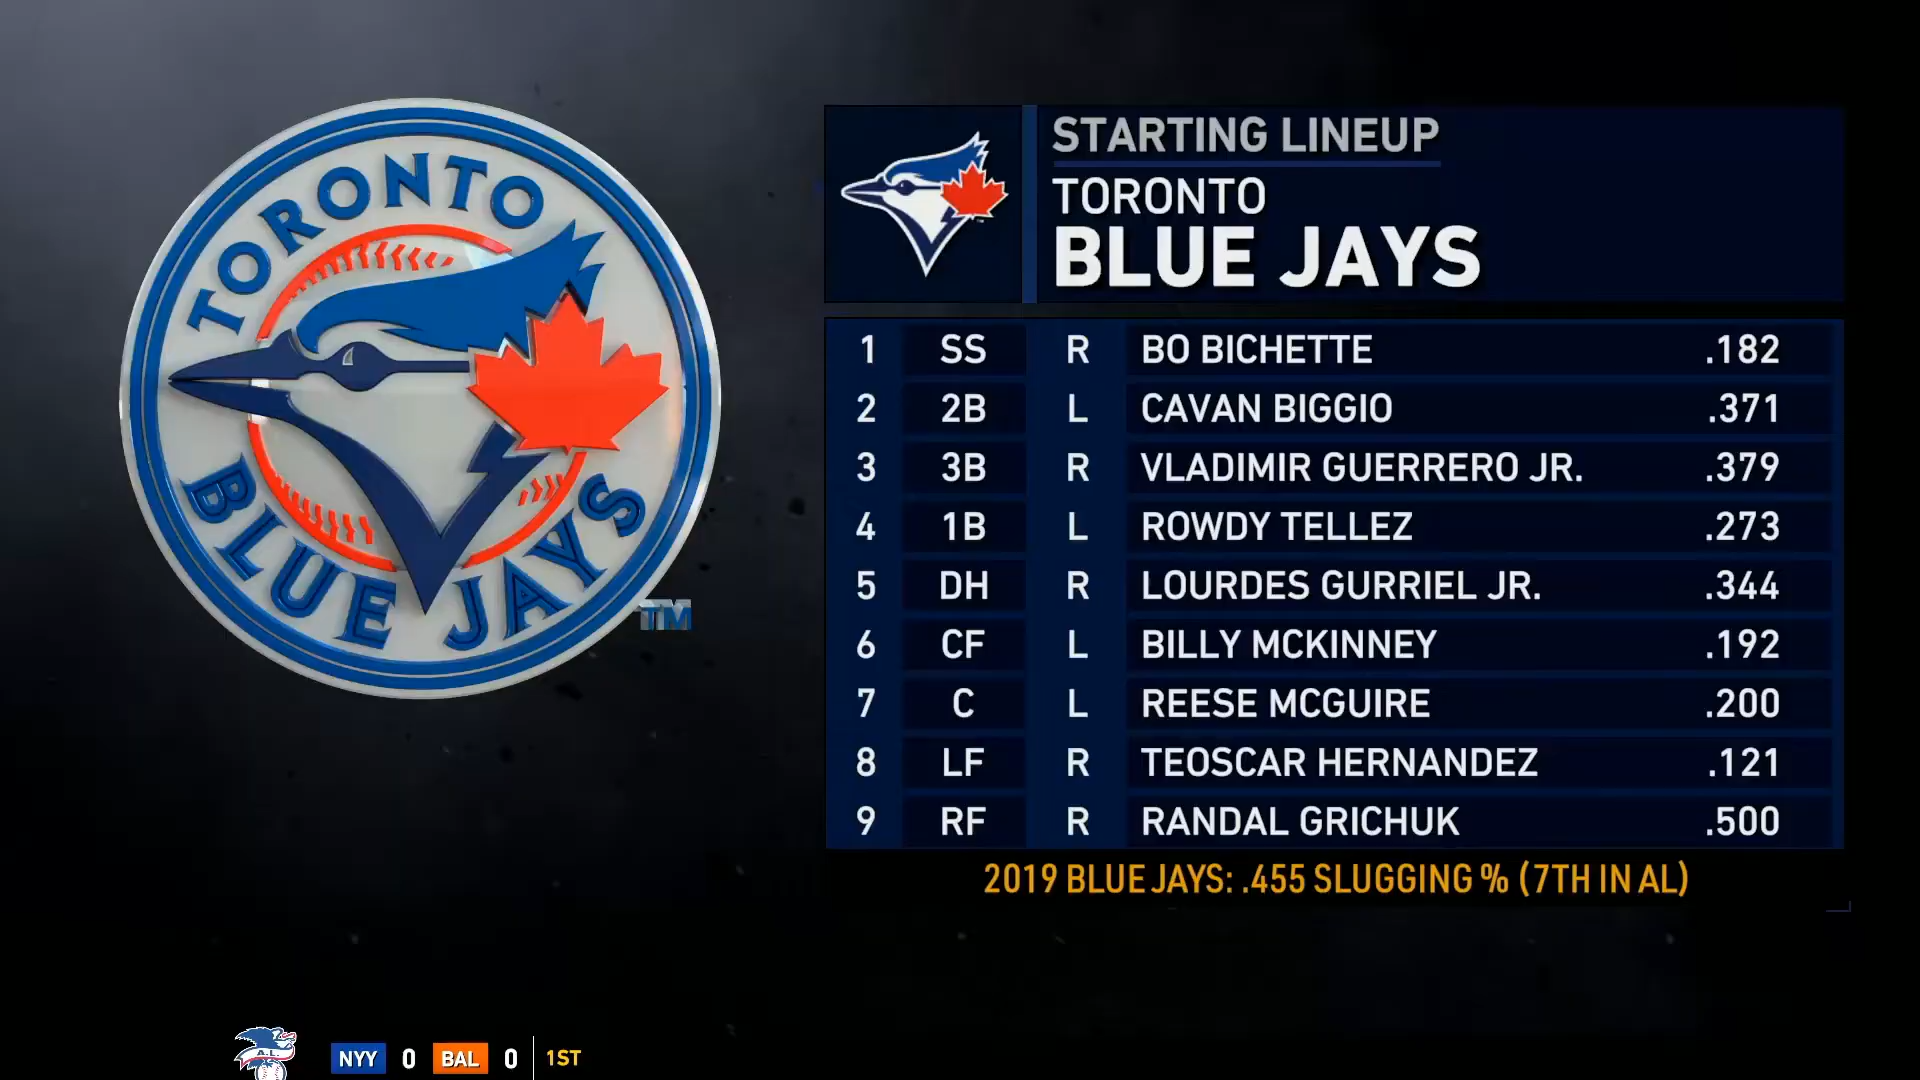 TORONTO
BLUE JAYS
TM
STARTING LINEUP
TORONTO
BLUE JAYS
1 SS R BO BICHETTE .182
2 2B L CAVAN BIGGIO .371
3 3B R VLADIMIR GUERRERO JR. .379
4 1B L ROWDY TELLEZ .273
5 DH R LOURDES GURRIEL JR. .344
6 CF L BILLY MCKINNEY .192
7 C L REESE MCGUIRE .200
8 LF R TEOSCAR HERNANDEZ .121
9 RF R RANDAL GRICHUK .500
2019 BLUE JAYS: .455 SLUGGING % (7TH IN AL)
A.L. NYY 0 BAL 0 1ST